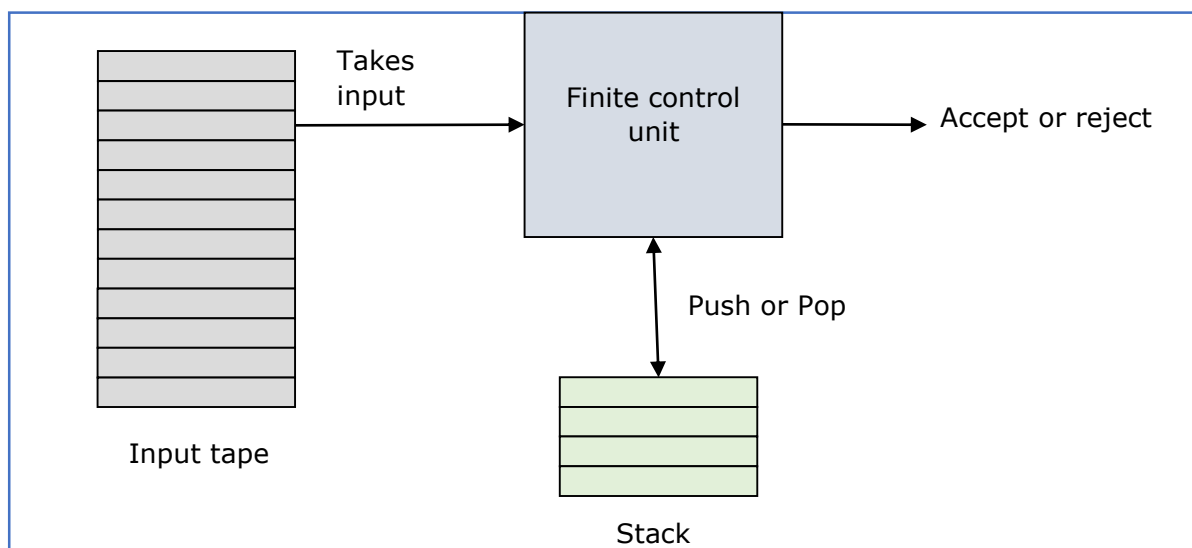 Takes
input
Finite control
unit
Accept or reject
Push or Pop
Input tape
Stack